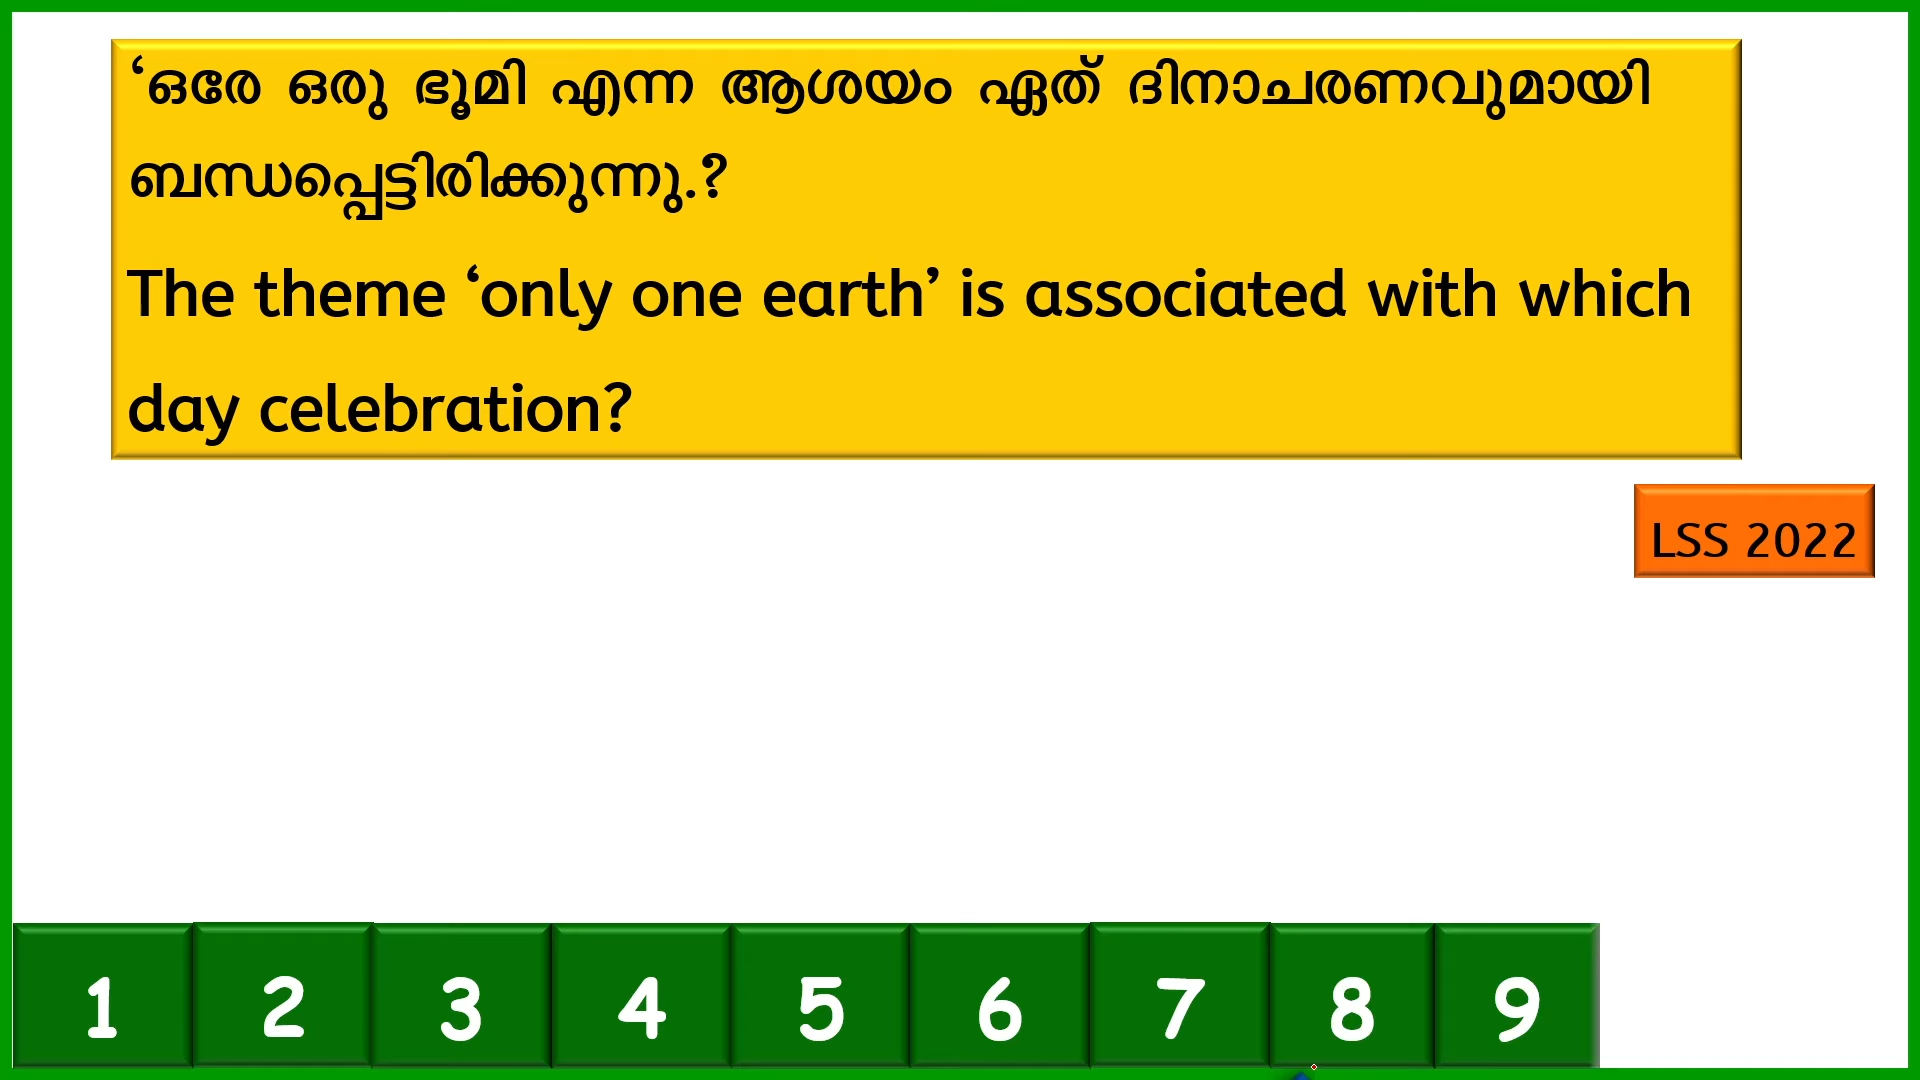 ‘ഒരേ ഒരു ഭൂമി എന്ന ആശയം ഏത് ദിനാചരണവുമായി
ബന്ധപ്പെട്ടിരിക്കുന്നു.?
The theme ‘only one earth’ is associated with which
day celebration?
LSS 2022
1 2 3 4 5 6 7 8 9